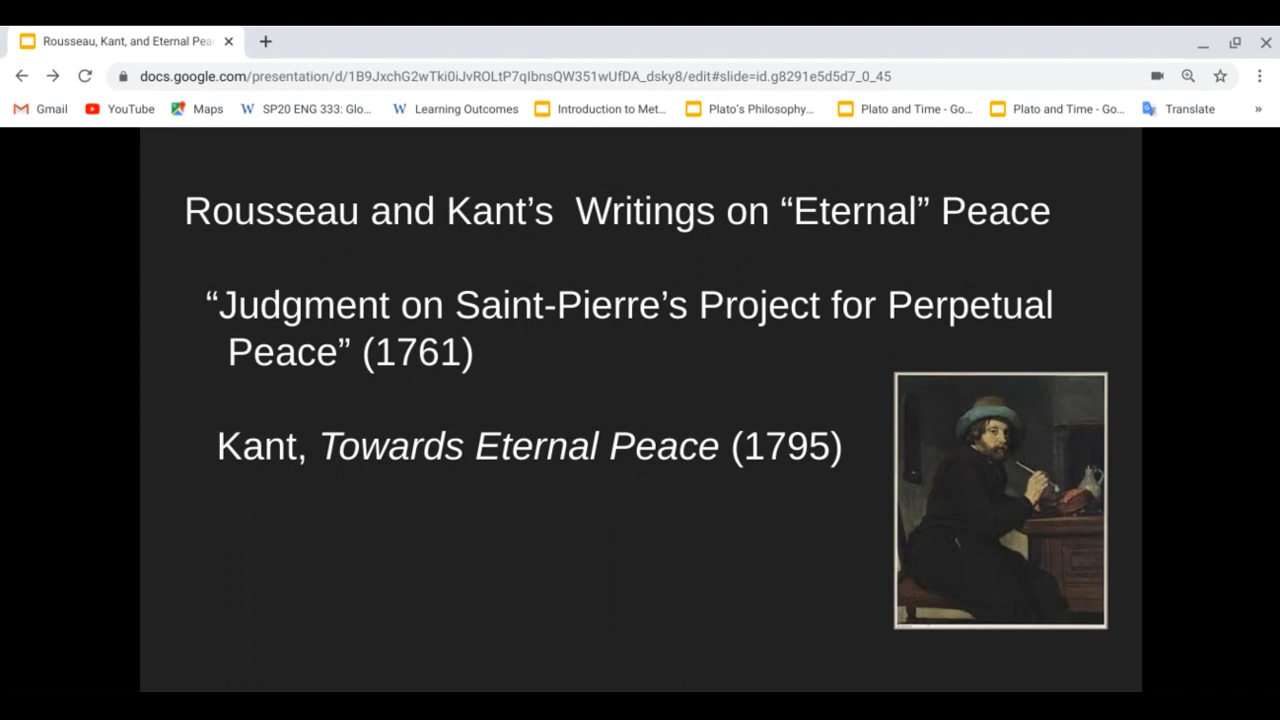 Rousseau, Kant, and Eternal Pea
docs.google.com/presentation/d/1B9JxchG2wTki0iJvROLtP7qIbnsQW351wUfDA_dsky8/edit#slide=id.g8291e5d5d7_0_45
Gmail YouTube Maps SP20 ENG 333: Glo... Learning Outcomes Introduction to Met... Plato's Philosophy... Plato and Time - Go... Plato and Time - Go... Translate »
Rousseau and Kant's Writings on “Eternal” Peace
“Judgment on Saint-Pierre's Project for Perpetual
Peace” (1761)
Kant, Towards Eternal Peace (1795)